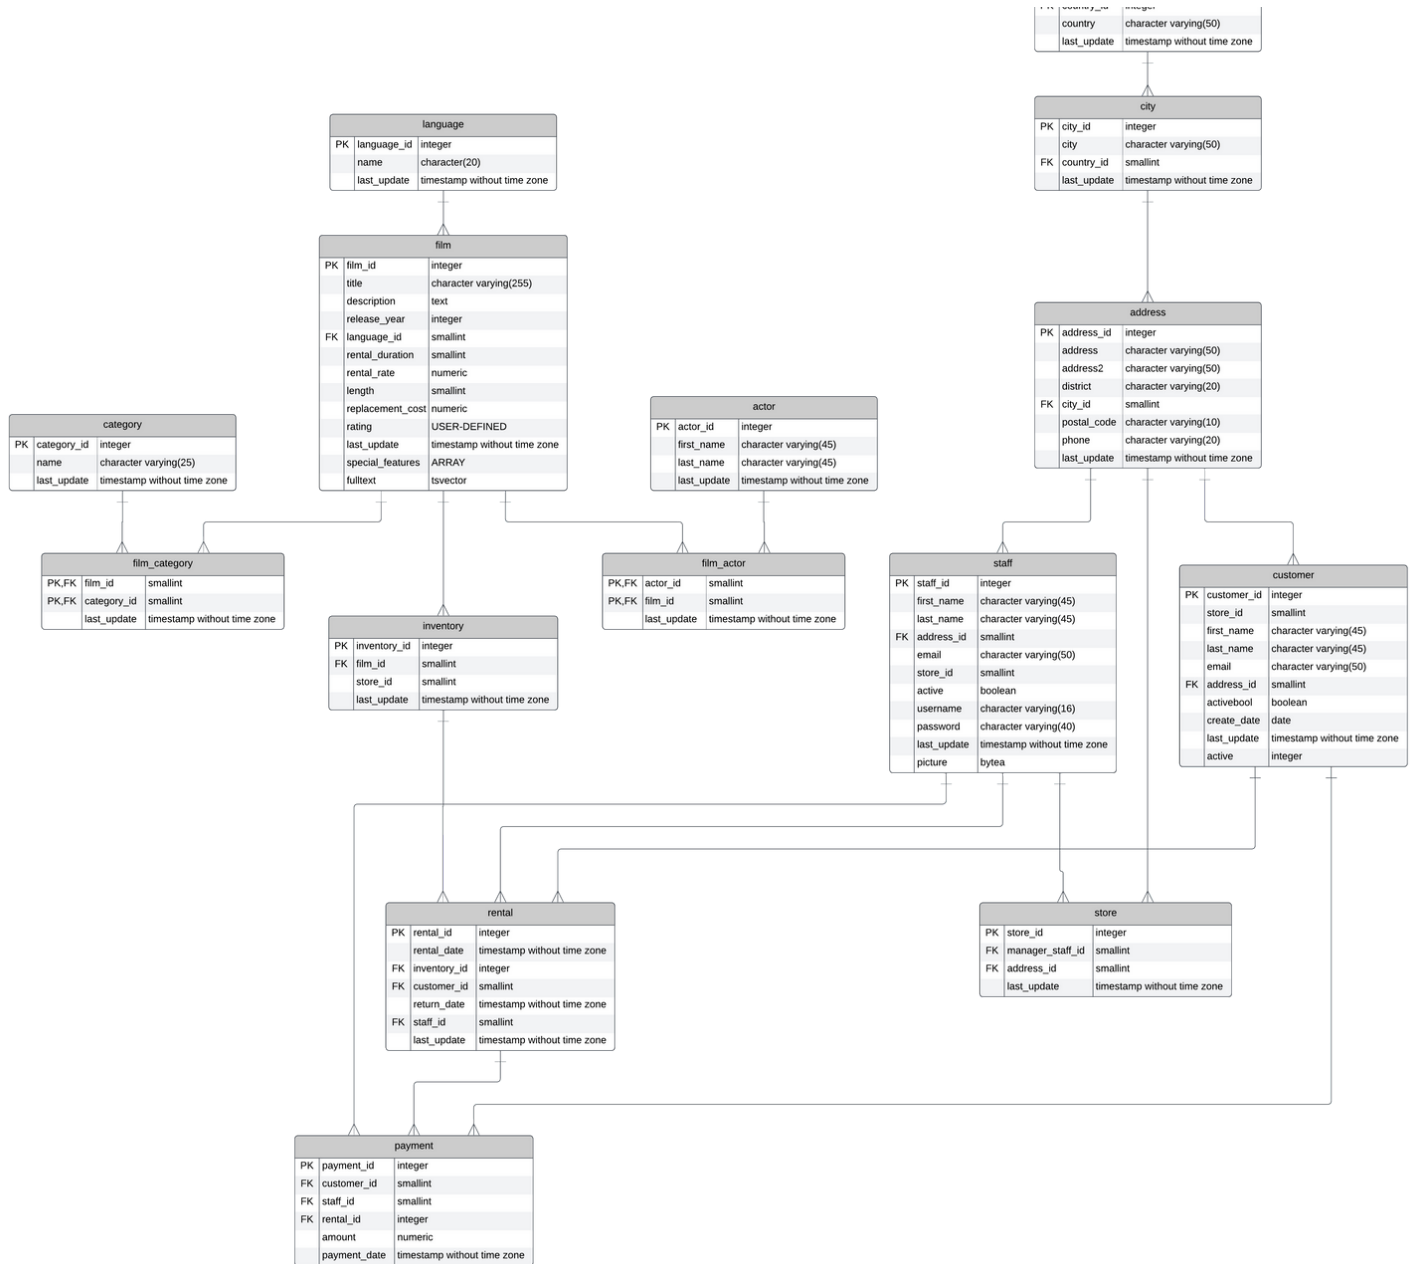 country_id integer
country character varying(50)
last_update timestamp without time zone
city
PK city_id integer
city character varying(50)
FK country_id smallint
last_update timestamp without time zone
language
PK language_id integer
name character(20)
last_update timestamp without time zone
film
PK film_id integer
title character varying(255)
description text
release_year integer
FK language_id smallint
rental_duration smallint
rental_rate numeric
length smallint
replacement_cost numeric
rating USER-DEFINED
last_update timestamp without time zone
special_features ARRAY
fulltext tsvector
address
PK address_id integer
address character varying(50)
address2 character varying(50)
district character varying(20)
FK city_id smallint
postal_code character varying(10)
phone character varying(20)
last_update timestamp without time zone
category
PK category_id integer
name character varying(25)
last_update timestamp without time zone
actor
PK actor_id integer
first_name character varying(45)
last_name character varying(45)
last_update timestamp without time zone
film_category
PK,FK film_id smallint
PK,FK category_id smallint
last_update timestamp without time zone
film_actor
PK,FK actor_id smallint
PK,FK film_id smallint
last_update timestamp without time zone
staff
PK staff_id integer
first_name character varying(45)
last_name character varying(45)
FK address_id smallint
email character varying(50)
store_id smallint
active boolean
username character varying(16)
password character varying(40)
last_update timestamp without time zone
picture bytea
customer
PK customer_id integer
store_id smallint
first_name character varying(45)
last_name character varying(45)
email character varying(50)
FK address_id smallint
activebool boolean
create_date date
last_update timestamp without time zone
active integer
inventory
PK inventory_id integer
FK film_id smallint
store_id smallint
last_update timestamp without time zone
rental
PK rental_id integer
rental_date timestamp without time zone
FK inventory_id integer
FK customer_id smallint
return_date timestamp without time zone
FK staff_id smallint
last_update timestamp without time zone
store
PK store_id integer
FK manager_staff_id smallint
FK address_id smallint
last_update timestamp without time zone
payment
PK payment_id integer
FK customer_id smallint
FK staff_id smallint
FK rental_id integer
amount numeric
payment_date timestamp without time zone